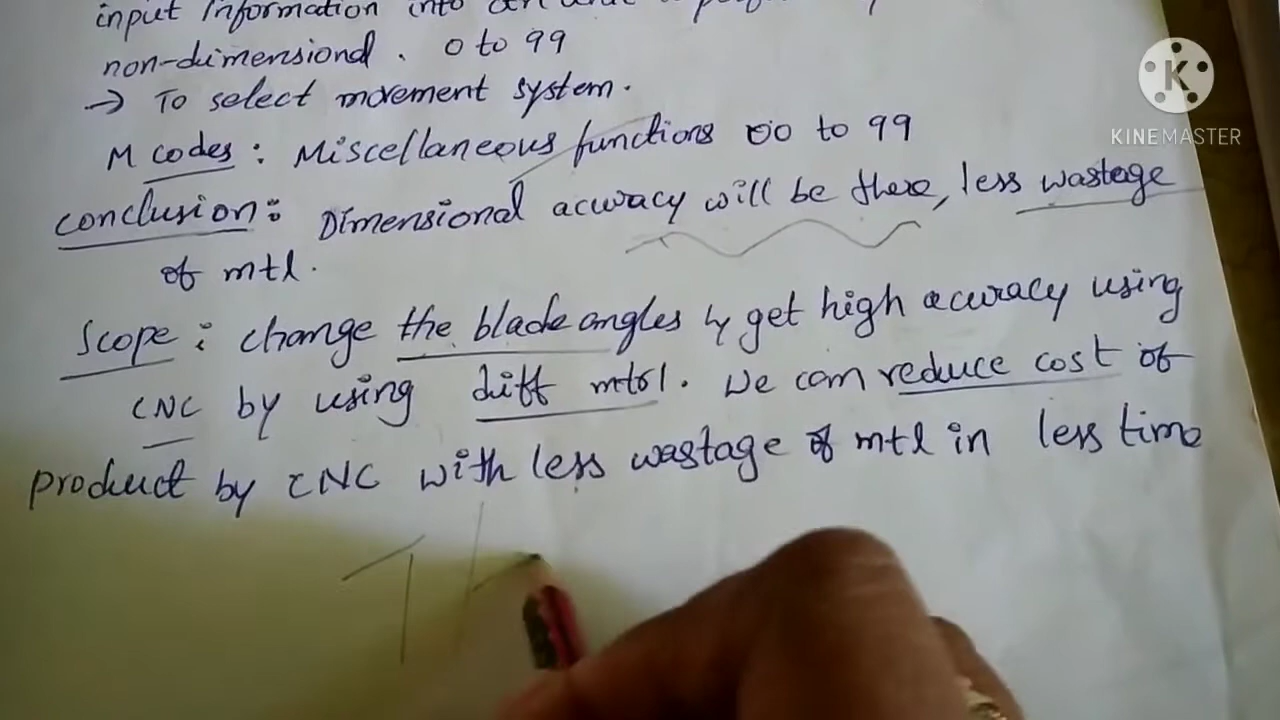 input information into
non-dimensional. 0 to 99
→ To select movement system.
M codes: Miscellaneous functions 00 to 99
Conclusion: Dimensional accuracy will be there, less wastage
of mtl.
Scope: change the blade angles & get high accuracy using
CNC by using diff mtrl. We can reduce cost of
product by CNC with less wastage of mtl in less time
K
KINEMASTER